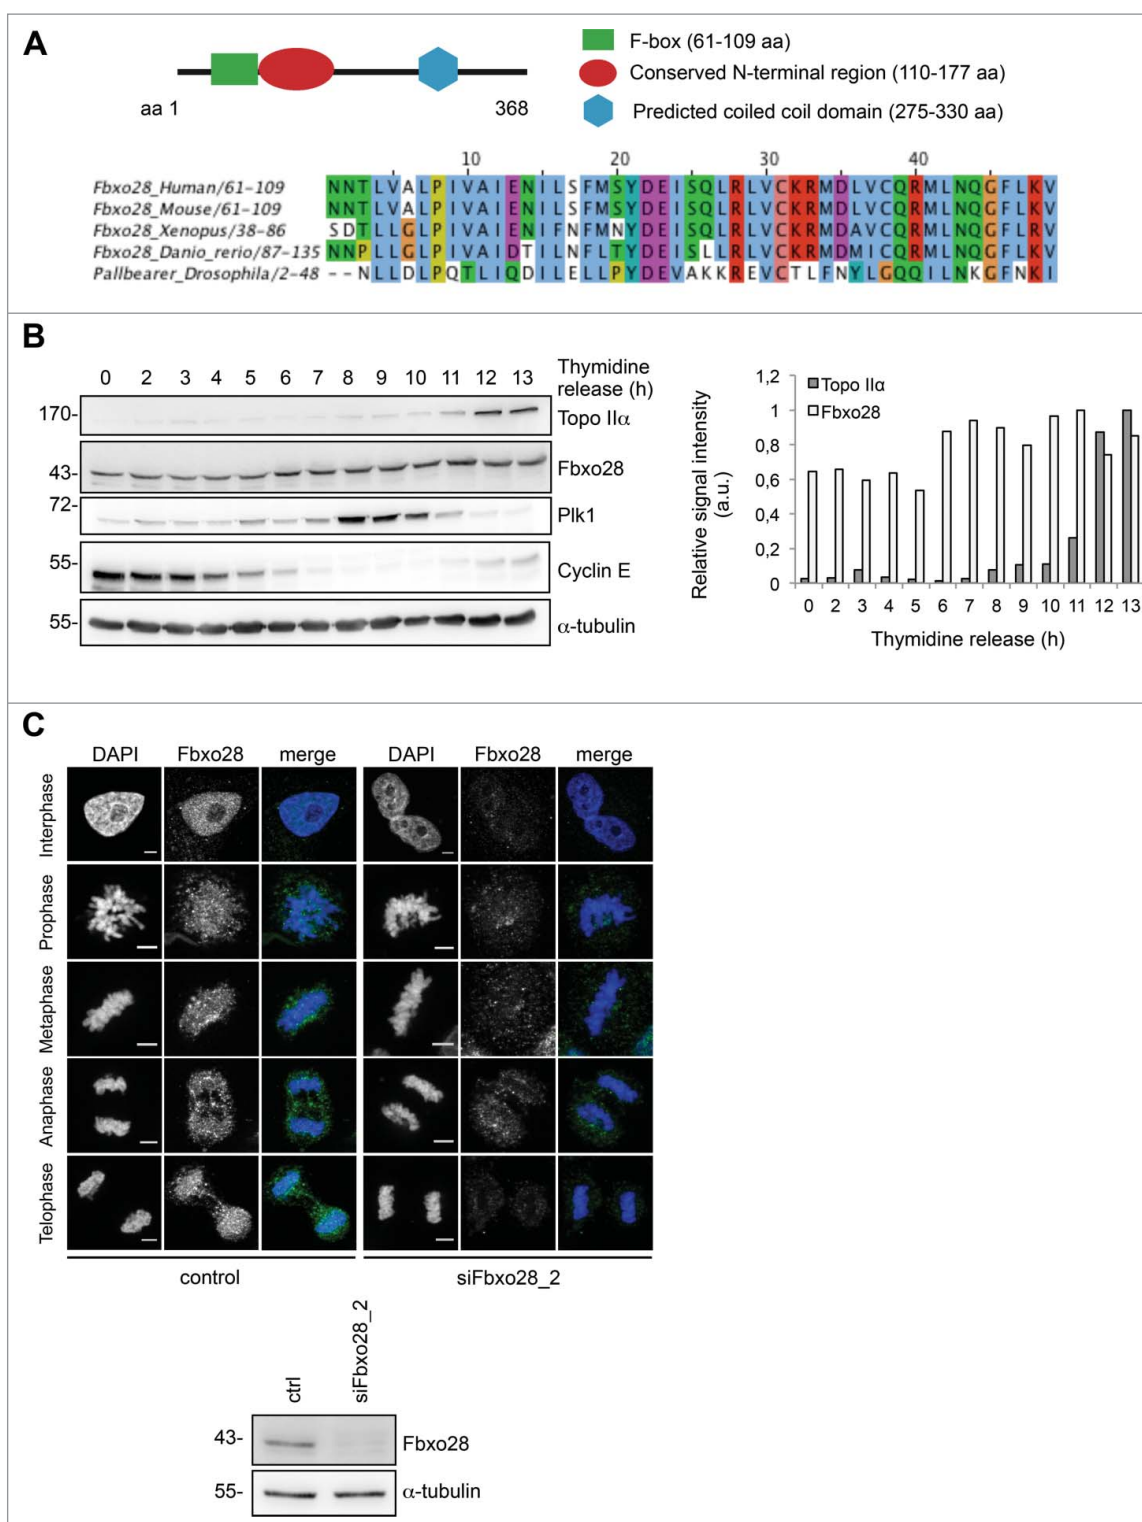 A
F-box (61-109 aa)
Conserved N-terminal region (110-177 aa)
aa 1
368
Predicted coiled coil domain (275-330 aa)
10 20 30 40
Fbxo28_Human/61-109 NNTLVALPIVAIENILSFMSYDEISQLRLVCKRMDLVCQRMLNQGFLKV
Fbxo28_Mouse/61-109 NNTLVALPIVAIENILSFMSYDEISQLRLVCKRMDLVCQRMLNQGFLKV
Fbxo28_Xenopus/38-86 SDTLLGLPIVAIENIFNFMNYDEISQLRLVCKRMDAVCQRMLNQGFLRV
Fbxo28_Danio_rerio/87-135 NNPLLGLPIVAIDTILNFLTYDEISLLRLVCKRMDVICQRMLNQGFLRV
Pallbearer_Drosophila/2-48 --NLLDLPQTLIQDILELLPYDEVAKKREVCTLFNYLGQQILNKGFNKI
B
0 2 3 4 5 6 7 8 9 10 11 12 13
Thymidine
release (h)
170-
Topo IIα
43-
Fbxo28
72-
Plk1
55-
Cyclin E
55-
α-tubulin
Relative signal intensity
(a.u.)
1,2
1
0,8
0,6
0,4
0,2
0
Topo IIα
Fbxo28
0 2 3 4 5 6 7 8 9 10 11 12 13
Thymidine release (h)
C
DAPI Fbxo28 merge DAPI Fbxo28 merge
Interphase
Prophase
Metaphase
Anaphase
Telophase
control
siFbxo28_2
ctrl
siFbxo28_2
43-
Fbxo28
55-
α-tubulin